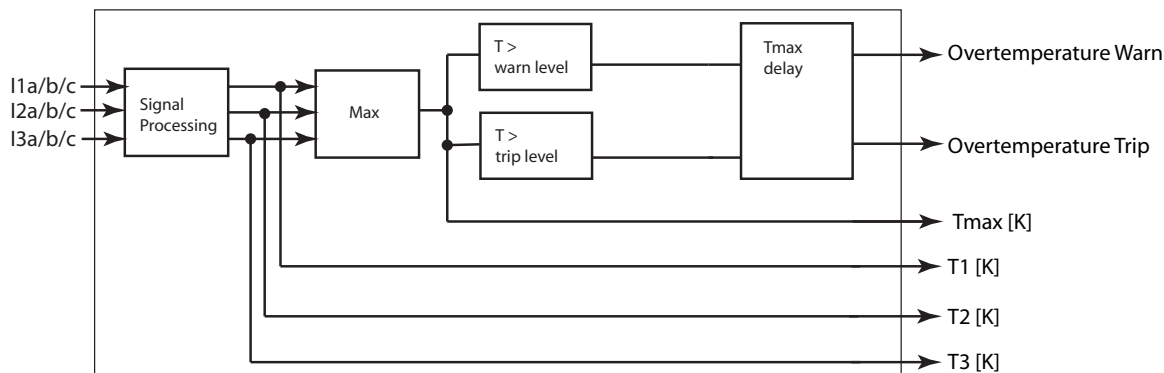 I1a/b/c
I2a/b/c
I3a/b/c
Signal
Processing
Max
T >
warn level
T >
trip level
Tmax
delay
Overtemperature Warn
Overtemperature Trip
Tmax [K]
T1 [K]
T2 [K]
T3 [K]